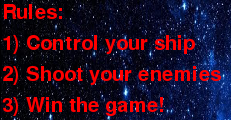 Rules:
1) Control your ship
2) Shoot your enemies
3) Win the game!